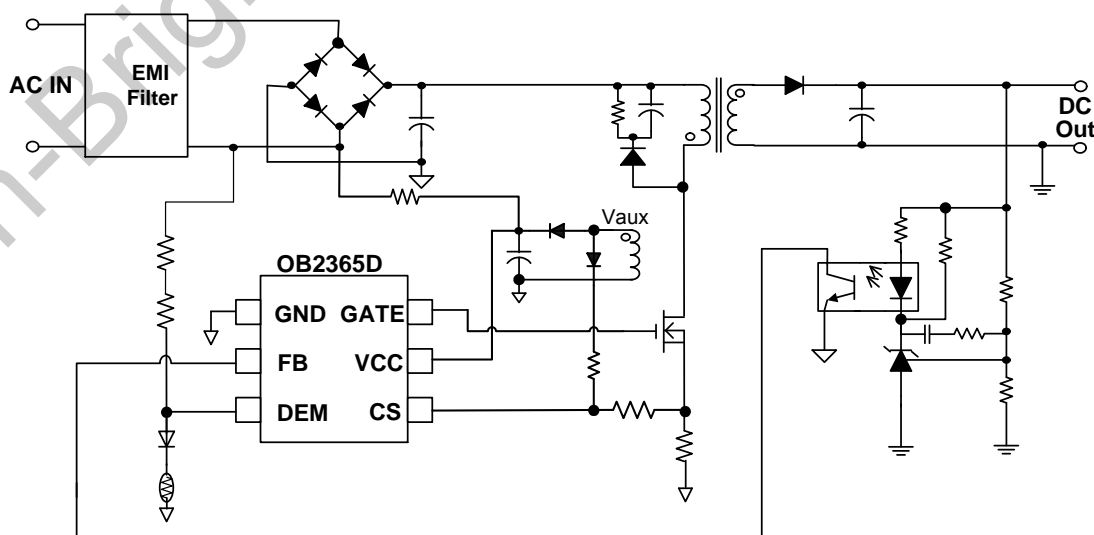 AC IN
EMI
Filter
DC
Out
Vaux
OB2365D
GND
GATE
FB
VCC
DEM
CS